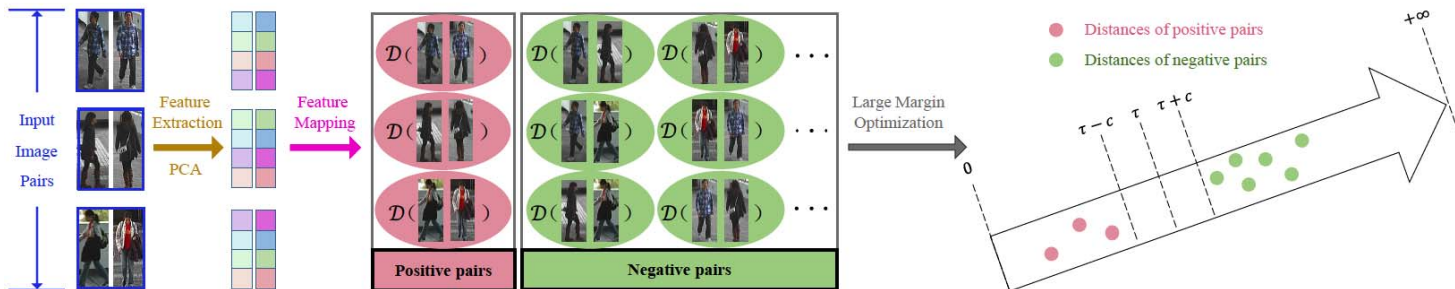 Input
Image
Pairs
Feature
Extraction
PCA
Feature
Mapping
𝒟( )
𝒟( )
𝒟( )
Positive pairs
𝒟( ) 𝒟( ) ...
𝒟( ) 𝒟( ) ...
𝒟( ) 𝒟( ) ...
Negative pairs
Large Margin
Optimization
Distances of positive pairs
Distances of negative pairs
0
τ − c
τ
τ + c
+∞